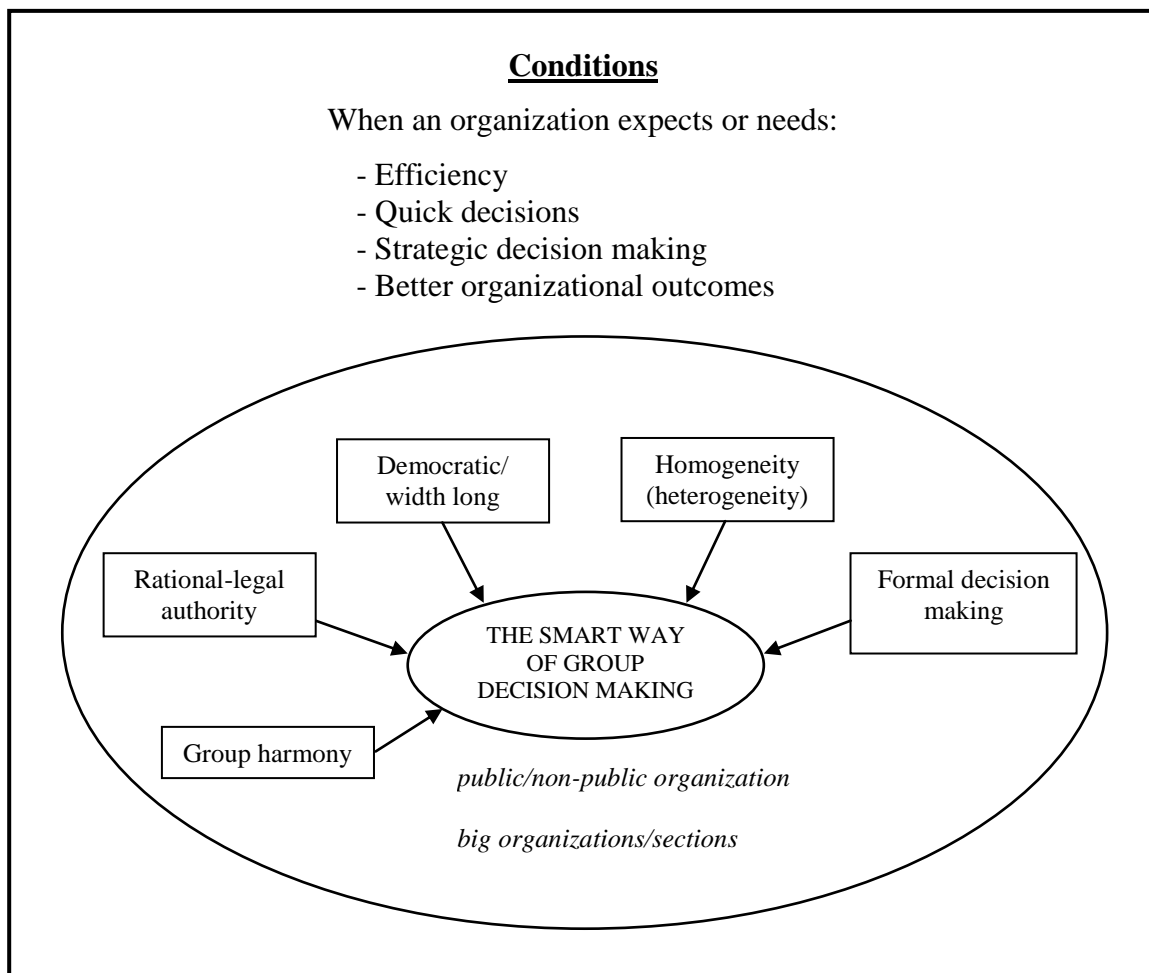 Conditions
When an organization expects or needs:
- Efficiency
- Quick decisions
- Strategic decision making
- Better organizational outcomes
Democratic/
width long
Homogeneity
(heterogeneity)
Rational-legal
authority
Formal decision
making
THE SMART WAY
OF GROUP
DECISION MAKING
Group harmony
public/non-public organization
big organizations/sections